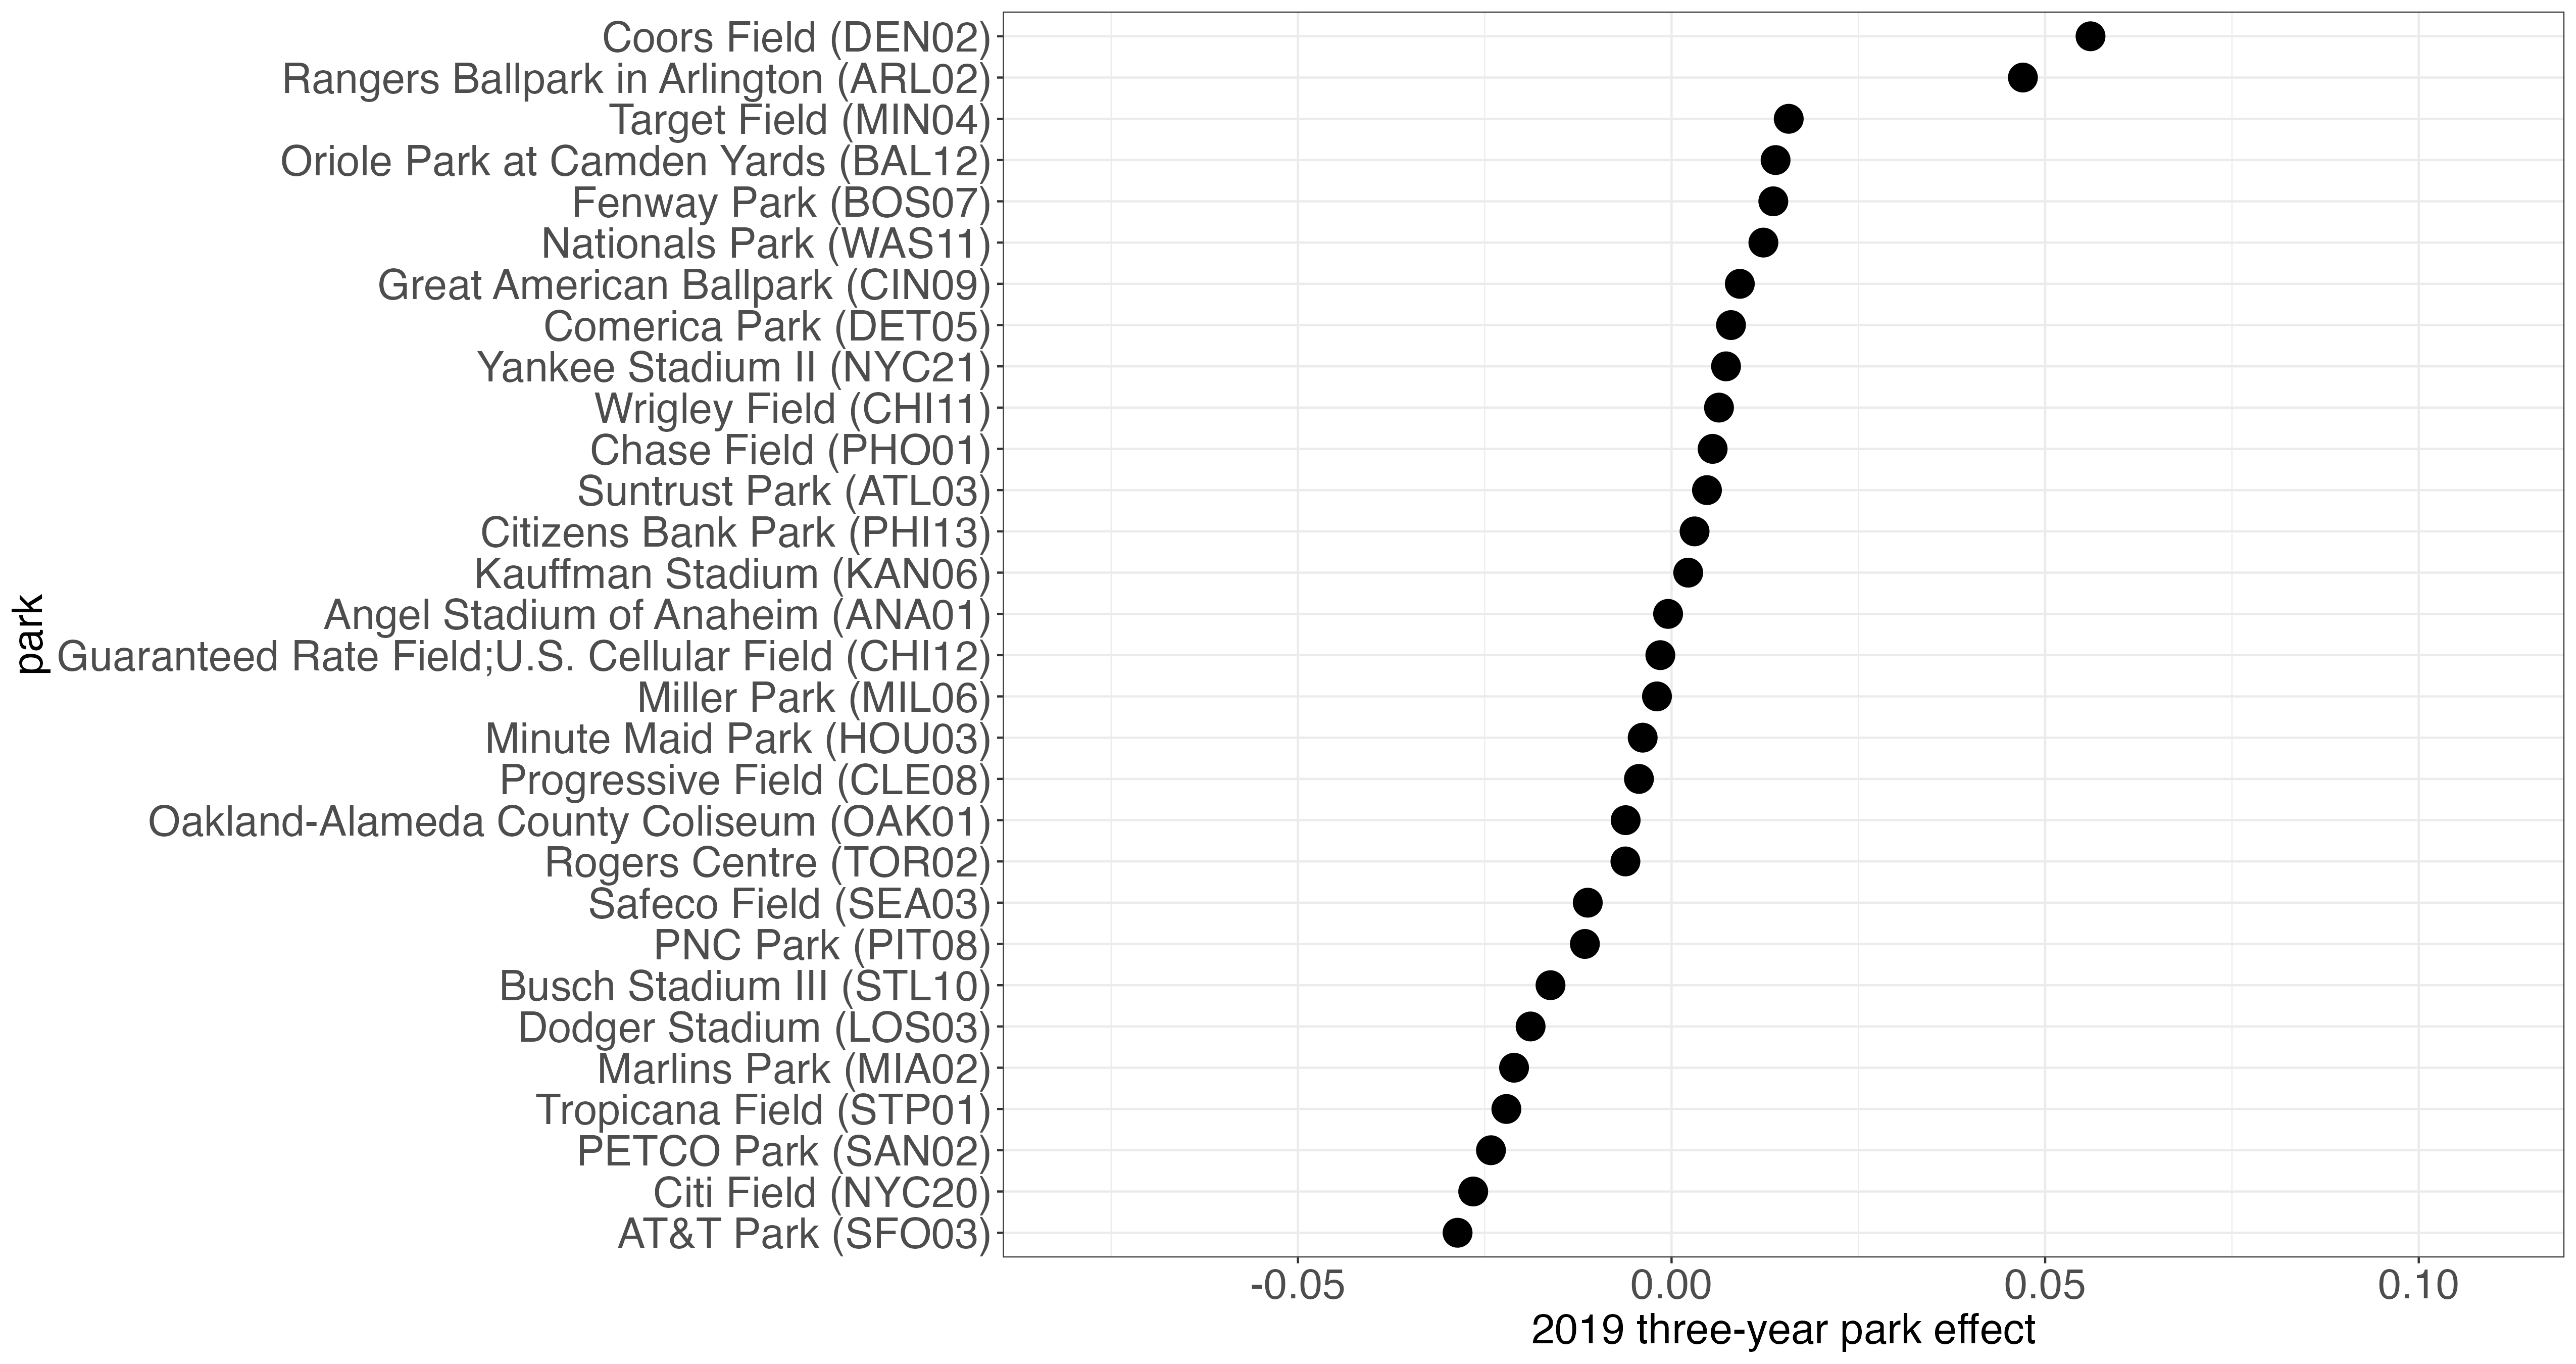 Coors Field (DEN02)
Rangers Ballpark in Arlington (ARL02)
Target Field (MIN04)
Oriole Park at Camden Yards (BAL12)
Fenway Park (BOS07)
Nationals Park (WAS11)
Great American Ballpark (CIN09)
Comerica Park (DET05)
Yankee Stadium II (NYC21)
Wrigley Field (CHI11)
Chase Field (PHO01)
Suntrust Park (ATL03)
Citizens Bank Park (PHI13)
Kauffman Stadium (KAN06)
Angel Stadium of Anaheim (ANA01)
Guaranteed Rate Field;U.S. Cellular Field (CHI12)
Miller Park (MIL06)
Minute Maid Park (HOU03)
Progressive Field (CLE08)
Oakland-Alameda County Coliseum (OAK01)
Rogers Centre (TOR02)
Safeco Field (SEA03)
PNC Park (PIT08)
Busch Stadium III (STL10)
Dodger Stadium (LOS03)
Marlins Park (MIA02)
Tropicana Field (STP01)
PETCO Park (SAN02)
Citi Field (NYC20)
AT&T Park (SFO03)
park
-0.05 0.00 0.05 0.10
2019 three-year park effect